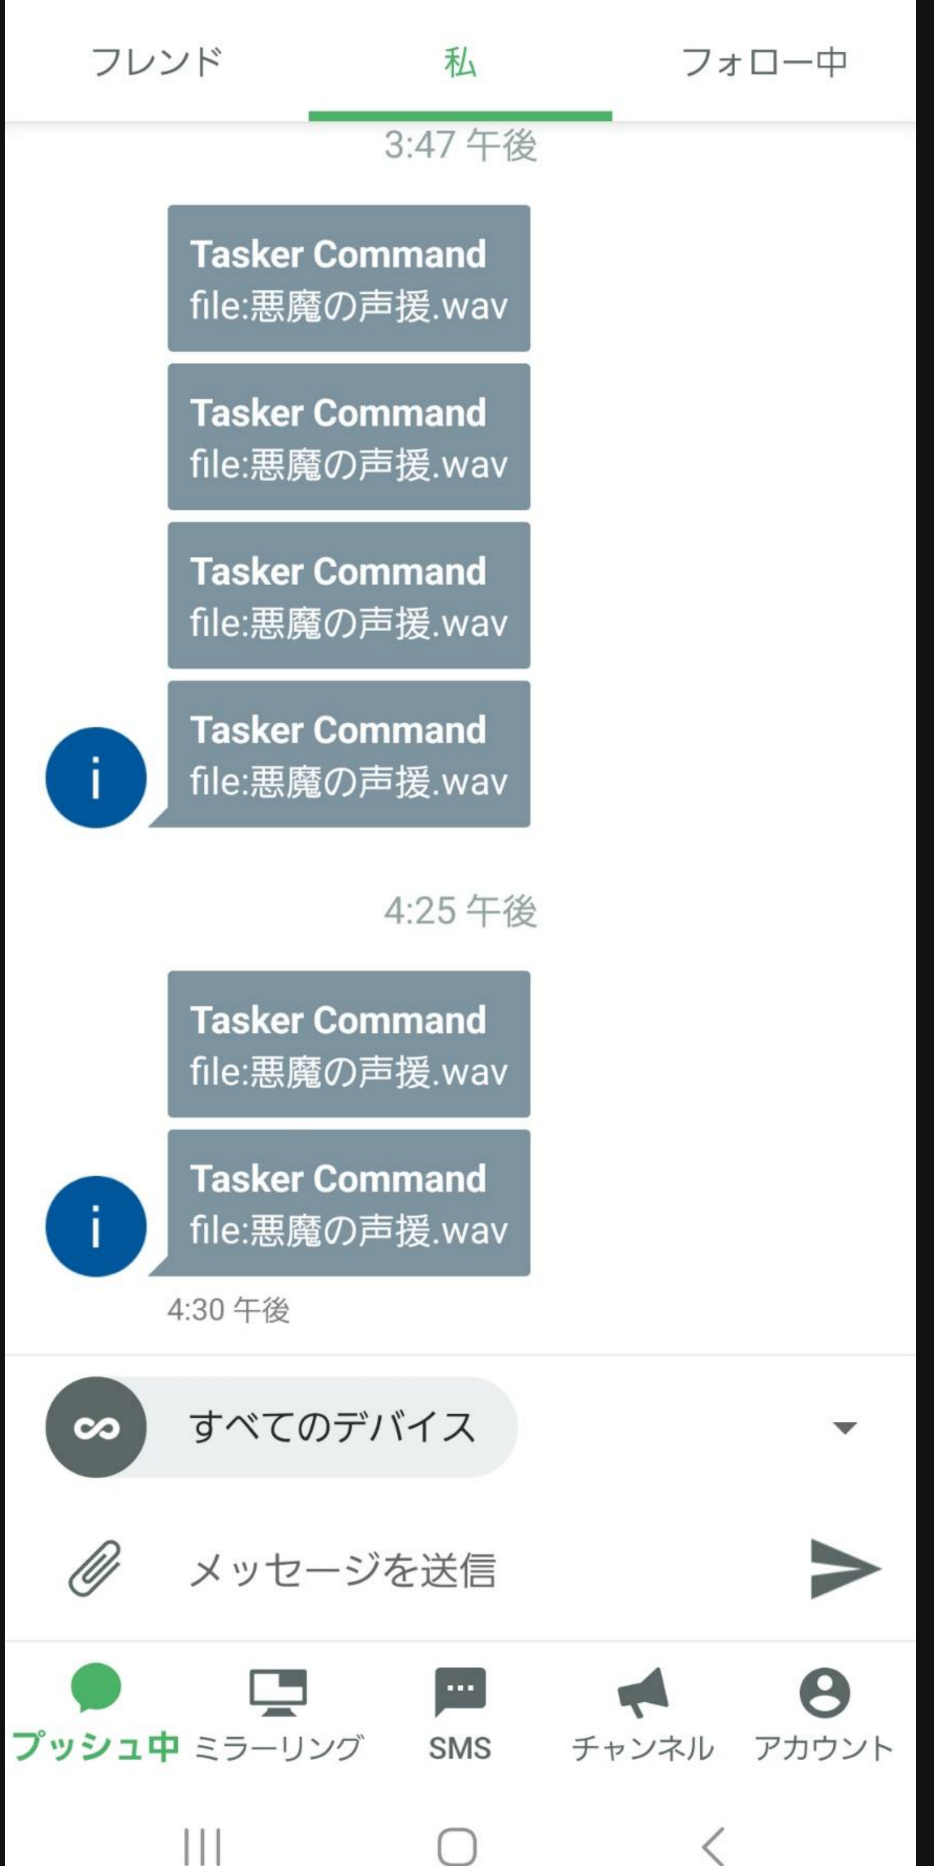 フレンド 私 フォロー中
3:47 午後
Tasker Command
file:悪魔の声援.wav
Tasker Command
file:悪魔の声援.wav
Tasker Command
file:悪魔の声援.wav
Tasker Command
file:悪魔の声援.wav
i
4:25 午後
Tasker Command
file:悪魔の声援.wav
Tasker Command
file:悪魔の声援.wav
i
4:30 午後
すべてのデバイス
メッセージを送信
プッシュ中 ミラーリング SMS チャンネル アカウント